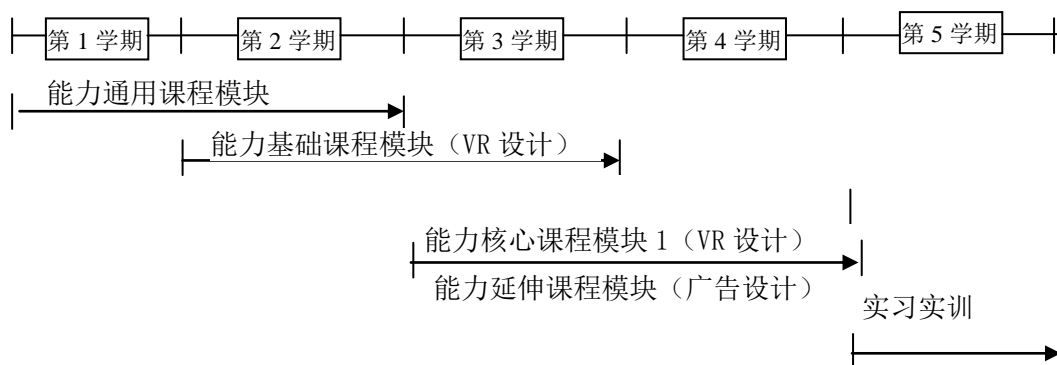 第 1 学期 第 2 学期 第 3 学期 第 4 学期 第 5 学期
能力通用课程模块
能力基础课程模块（VR 设计）
能力核心课程模块 1（VR 设计）
能力延伸课程模块（广告设计）
实习实训